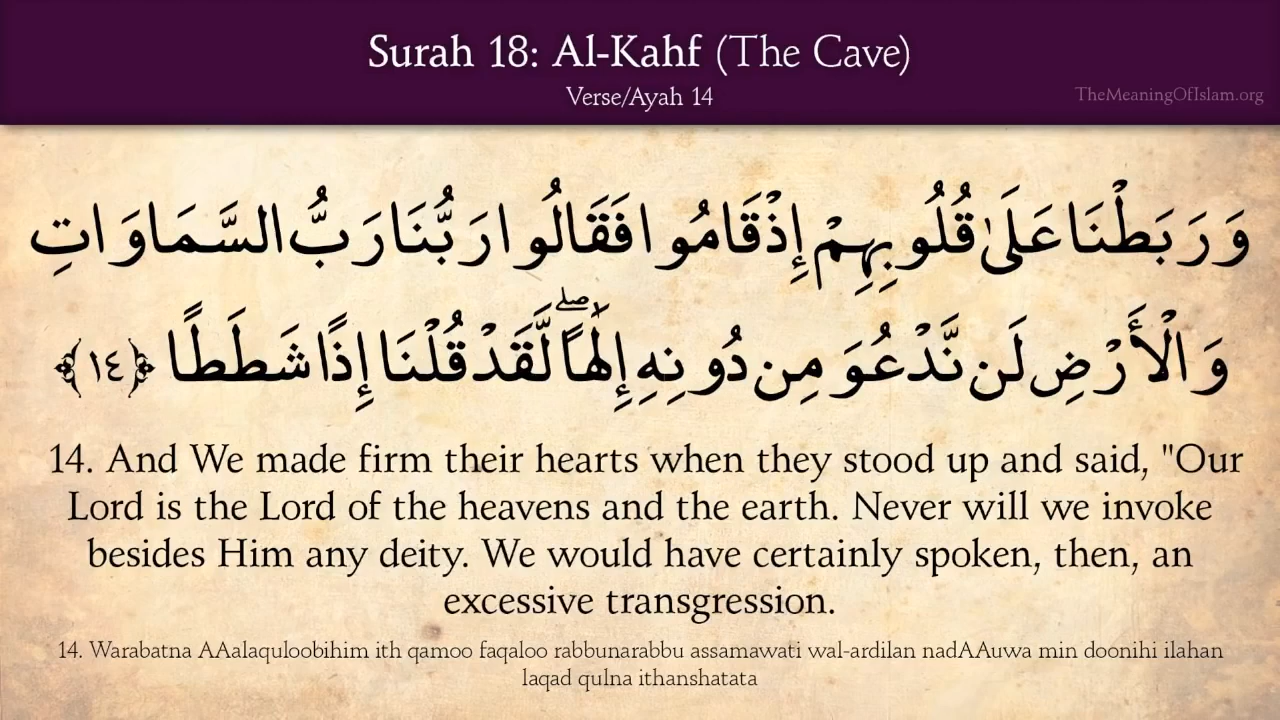 Surah 18: Al-Kahf (The Cave)
Verse/Ayah 14
TheMeaningOfIslam.org
وَرَبَطْنَا عَلَىٰ قُلُوبِهِمْ إِذْ قَامُوا فَقَالُوا رَبُّنَا رَبُّ السَّمَاوَاتِ
وَالْأَرْضِ لَن نَّدْعُوَ مِن دُونِهِ إِلَٰهًا ۖ لَّقَدْ قُلْنَا إِذًا شَطَطًا ﴿١٤﴾
14. And We made firm their hearts when they stood up and said, "Our
Lord is the Lord of the heavens and the earth. Never will we invoke
besides Him any deity. We would have certainly spoken, then, an
excessive transgression.
14. Warabatna AAalaquloobihim ith qamoo faqaloo rabbunarabbu assamawati wal-ardilan nadAAuwa min doonihi ilahan
laqad qulna ithanshatata